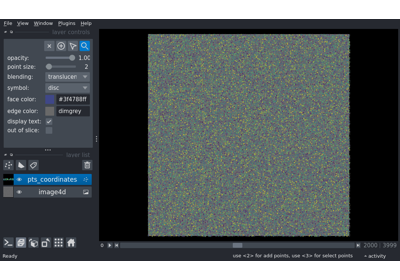 File View Window Plugins Help
layer controls
opacity: 1.00
point size: 2
blending: translucen
symbol: disc
face color: #3f4788ff
edge color: dimgrey
display text:
out of slice:
layer list
pts_coordinates
image4d
0 2000 3999
Ready use <2> for add points, use <3> for select points activity